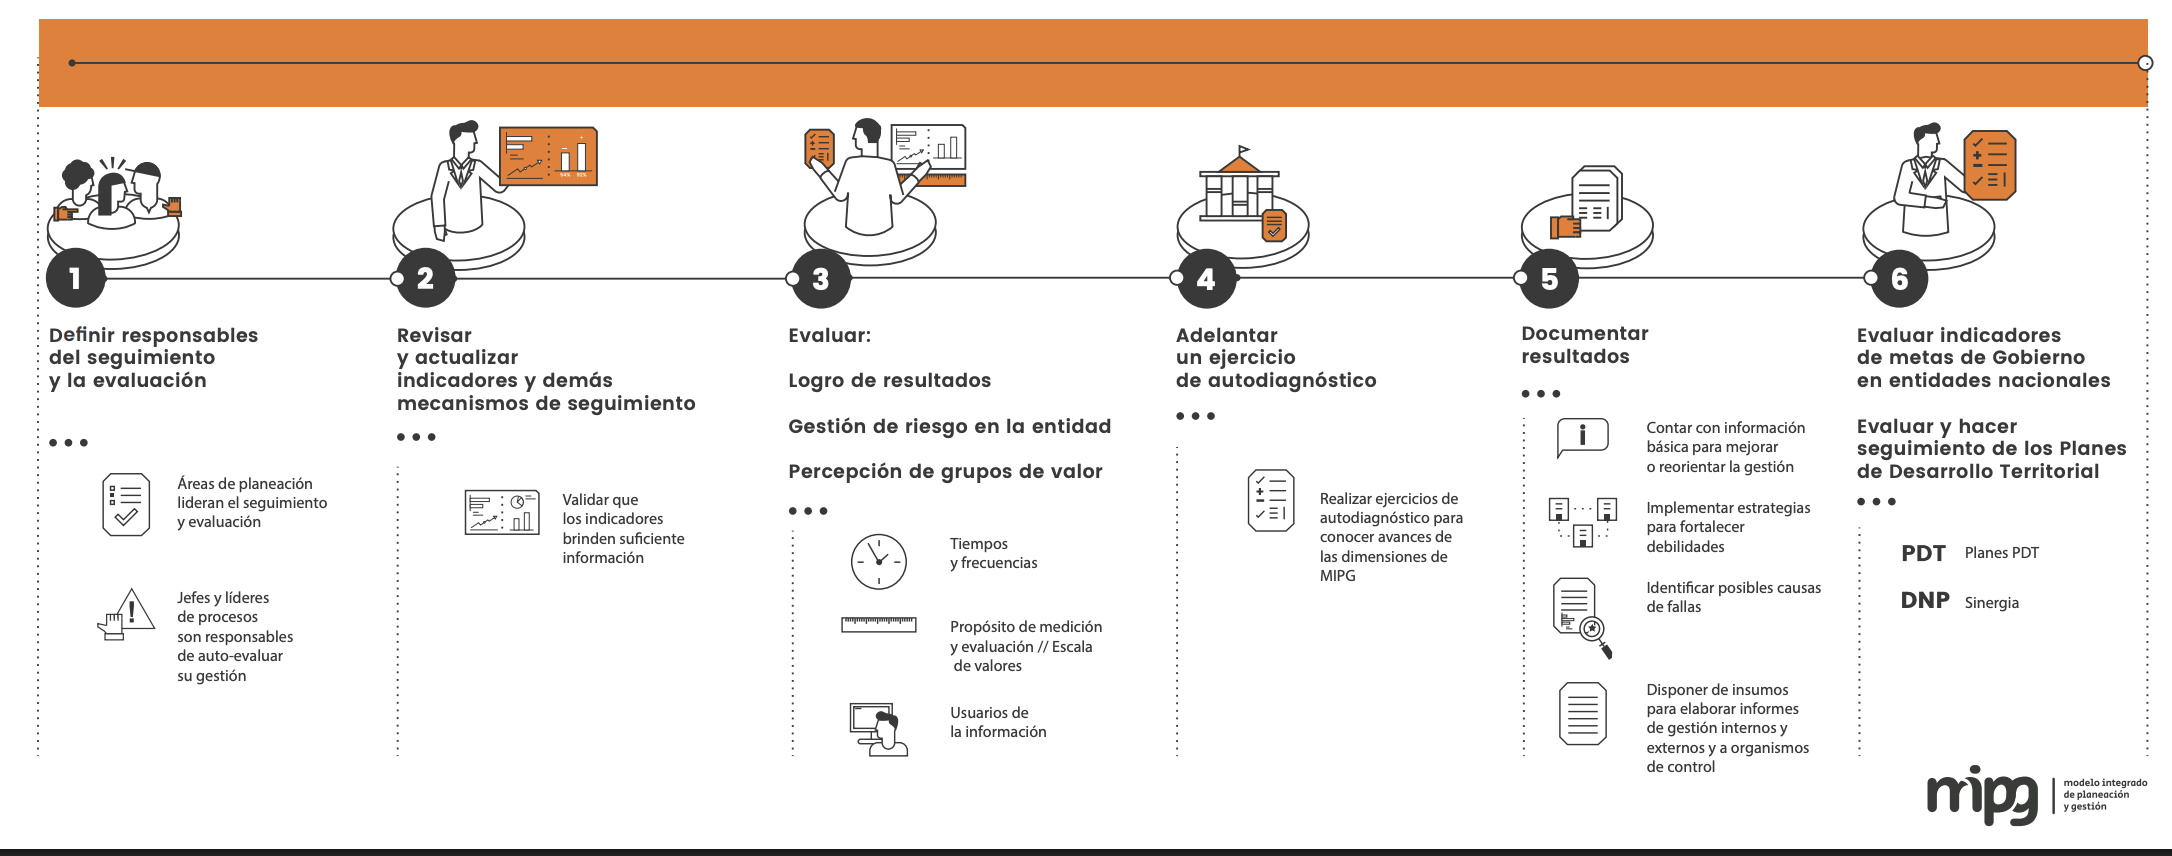 94% 92%
1
Definir responsables
del seguimiento
y la evaluación
Áreas de planeación
lideran el seguimiento
y evaluación
Jefes y líderes
de procesos
son responsables
de auto-evaluar
su gestión
2
Revisar
y actualizar
indicadores y demás
mecanismos de seguimiento
Validar que
los indicadores
brinden suficiente
información
3
Evaluar:
Logro de resultados
Gestión de riesgo en la entidad
Percepción de grupos de valor
Tiempos
y frecuencias
Propósito de medición
y evaluación // Escala
de valores
Usuarios de
la información
4
Adelantar
un ejercicio
de autodiagnóstico
Realizar ejercicios de
autodiagnóstico para
conocer avances de
las dimensiones de
MIPG
5
Documentar
resultados
i
Contar con información
básica para mejorar
o reorientar la gestión
Implementar estrategias
para fortalecer
debilidades
Identificar posibles causas
de fallas
Disponer de insumos
para elaborar informes
de gestión internos y
externos y a organismos
de control
6
Evaluar indicadores
de metas de Gobierno
en entidades nacionales
Evaluar y hacer
seguimiento de los Planes
de Desarrollo Territorial
PDT Planes PDT
DNP Sinergia
mipg
modelo integrado
de planeación
y gestión